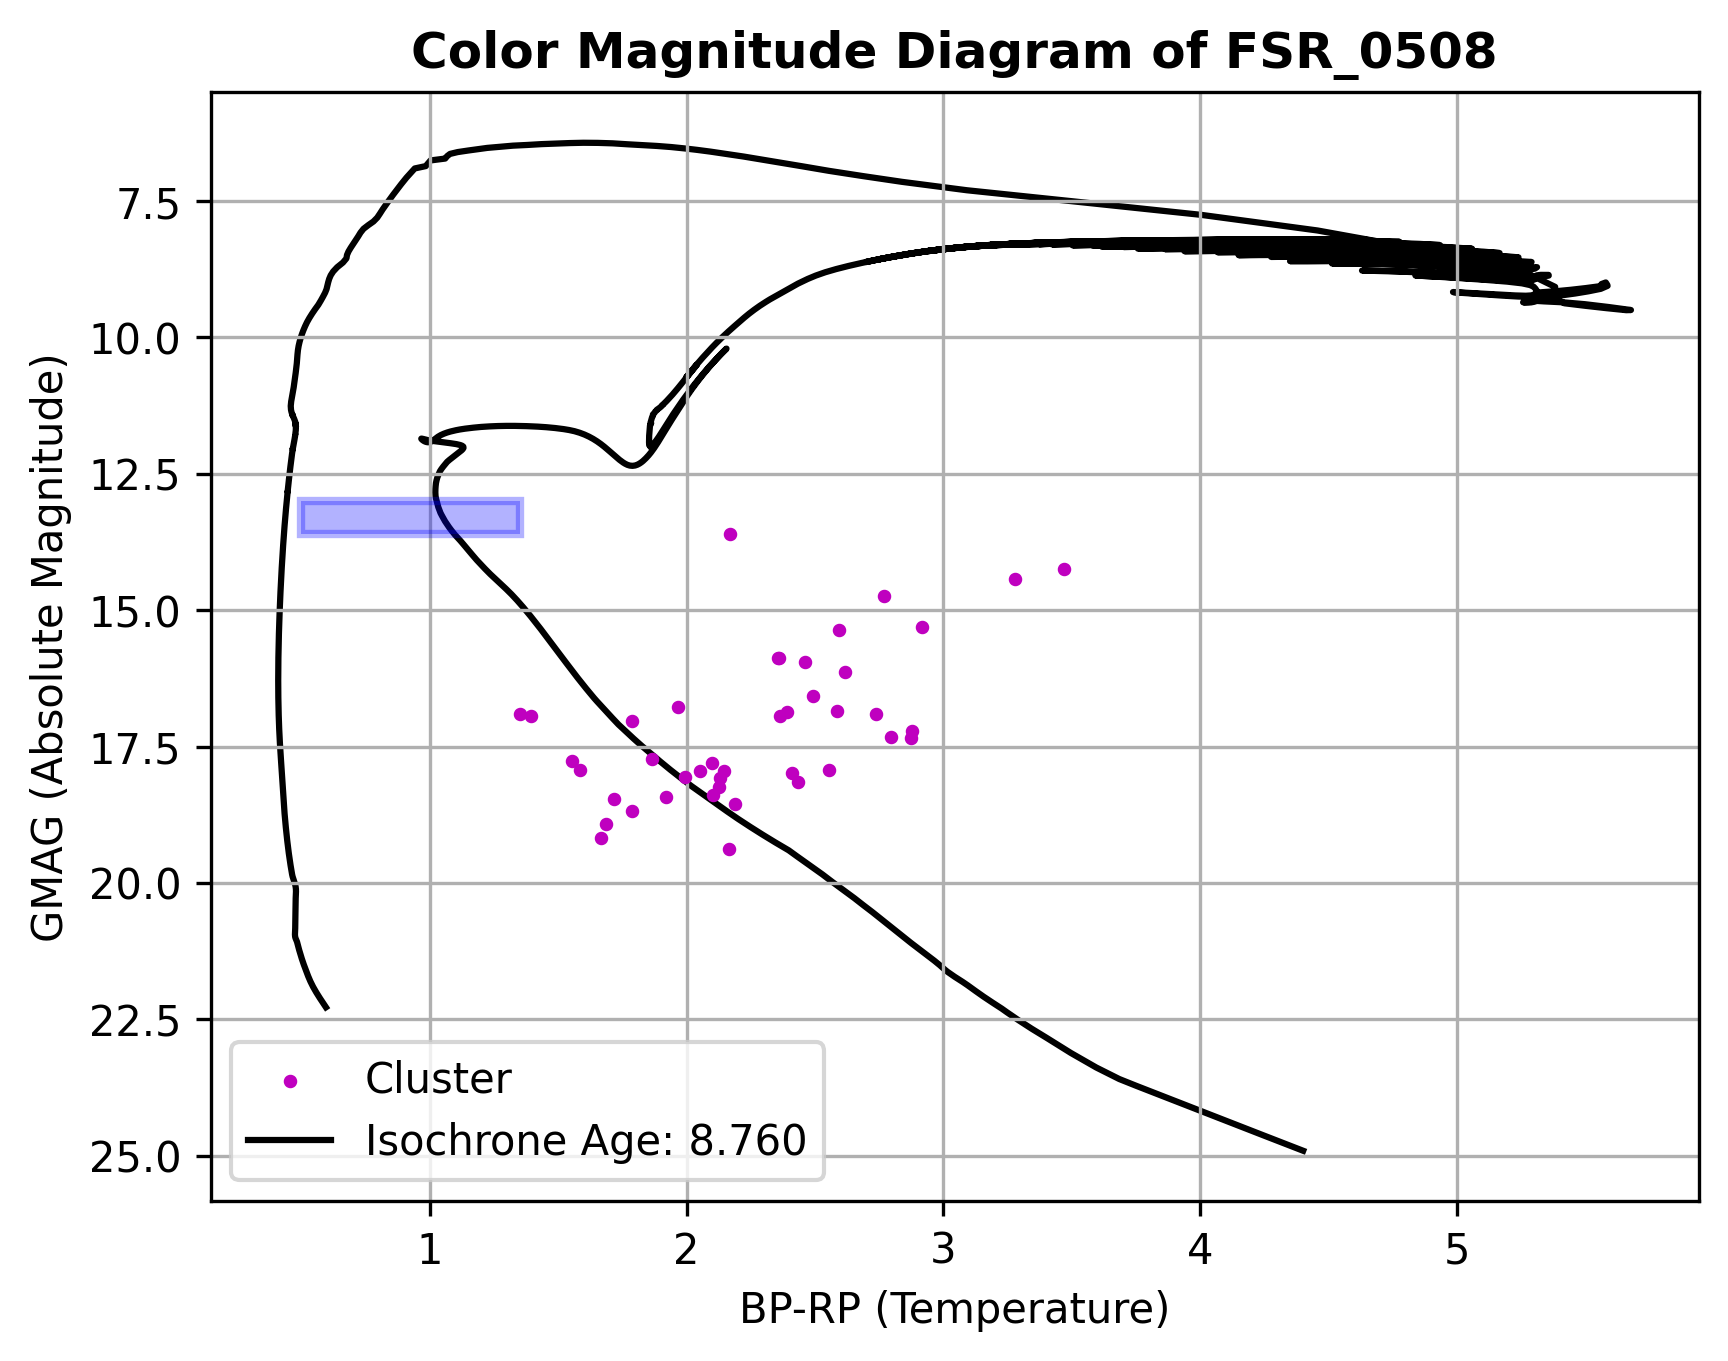 Color Magnitude Diagram of FSR_0508
GMAG (Absolute Magnitude)
7.5
10.0
12.5
15.0
17.5
20.0
22.5
25.0
Cluster
Isochrone Age: 8.760
1 2 3 4 5
BP-RP (Temperature)